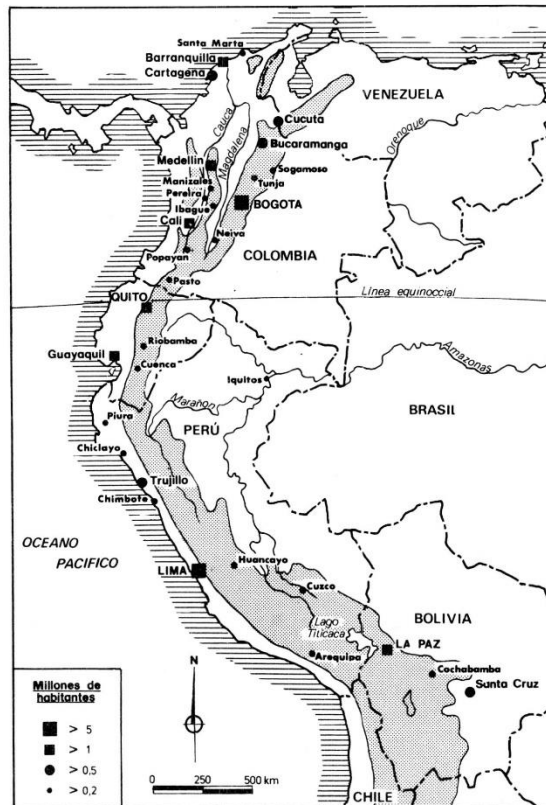 Santa Marta
Barranquilla
Cartagena
VENEZUELA
Cauca
Magdalena
Cucuta
Orenoque
Bucaramanga
Medellin
Sogamoso
Manizales
Tunja
Pereira
Ibague
BOGOTA
Cali
Neiva
COLOMBIA
Popayan
Pasto
QUITO
Línea equinoccial
Riobamba
Guayaquil
Cuenca
Amazonas
Iquitos
Marañon
BRASIL
Piura
PERÚ
Chiclayo
Trujillo
Chimbote
OCEANO
PACIFICO
Huancayo
LIMA
Cuzco
BOLIVIA
Lago
Titicaca
LA PAZ
Arequipa
Cochabamba
Santa Cruz
N
Millones de
habitantes
> 5
> 1
> 0,5
> 0,2
0 250 500 km
CHILE